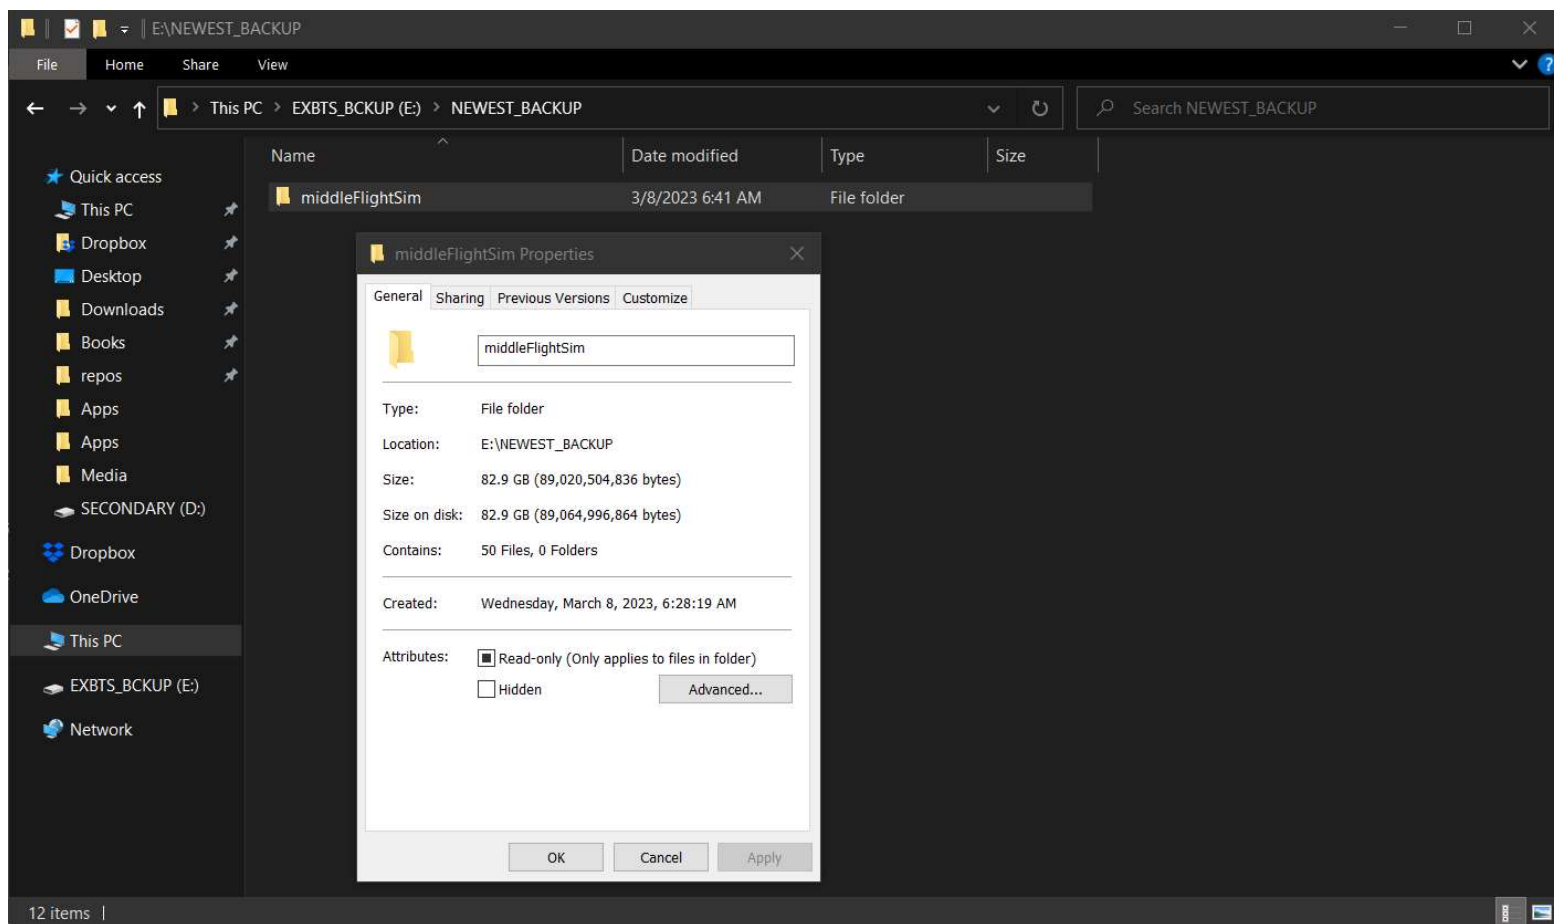 E:\NEWEST_BACKUP
File Home Share View
?
This PC > EXBTS_BCKUP (E:) > NEWEST_BACKUP
Search NEWEST_BACKUP
Name Date modified Type Size
middleFlightSim 3/8/2023 6:41 AM File folder
Quick access
This PC
Dropbox
Desktop
Downloads
Books
repos
Apps
Apps
Media
SECONDARY (D:)
Dropbox
OneDrive
This PC
EXBTS_BCKUP (E:)
Network
middleFlightSim Properties
General Sharing Previous Versions Customize
middleFlightSim
Type: File folder
Location: E:\NEWEST_BACKUP
Size: 82.9 GB (89,020,504,836 bytes)
Size on disk: 82.9 GB (89,064,996,864 bytes)
Contains: 50 Files, 0 Folders
Created: Wednesday, March 8, 2023, 6:28:19 AM
Attributes: Read-only (Only applies to files in folder)
Hidden Advanced...
OK Cancel Apply
12 items